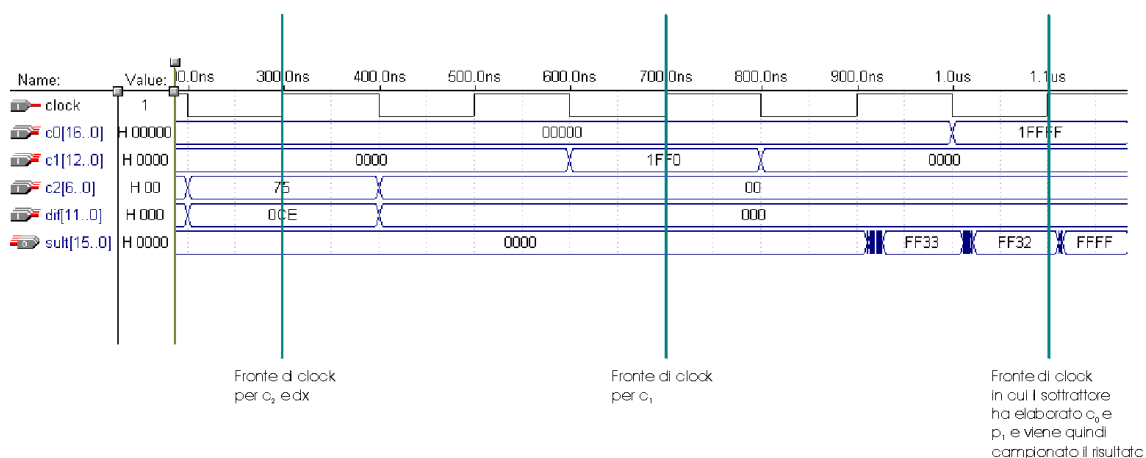 Name:
Value:
0.0ns 300.0ns 400.0ns 500.0ns 600.0ns 700.0ns 800.0ns 900.0ns 1.0us 1.1us
clock 1
c0[16..0] H 00000 00000 1FFFF
c1[12..0] H 0000 0000 1FF0 0000
c2[6..0] H 00 75 00
dif[11..0] H 000 0CE 000
sult[15..0] H 0000 0000 FF33 FF32 FFFF
Fronte di clock
per c₂ e dx
Fronte di clock
per c₁
Fronte di clock
in cui il sottrattore
ha elaborato c₀ e
p₁ e viene quindi
campionato il risultato